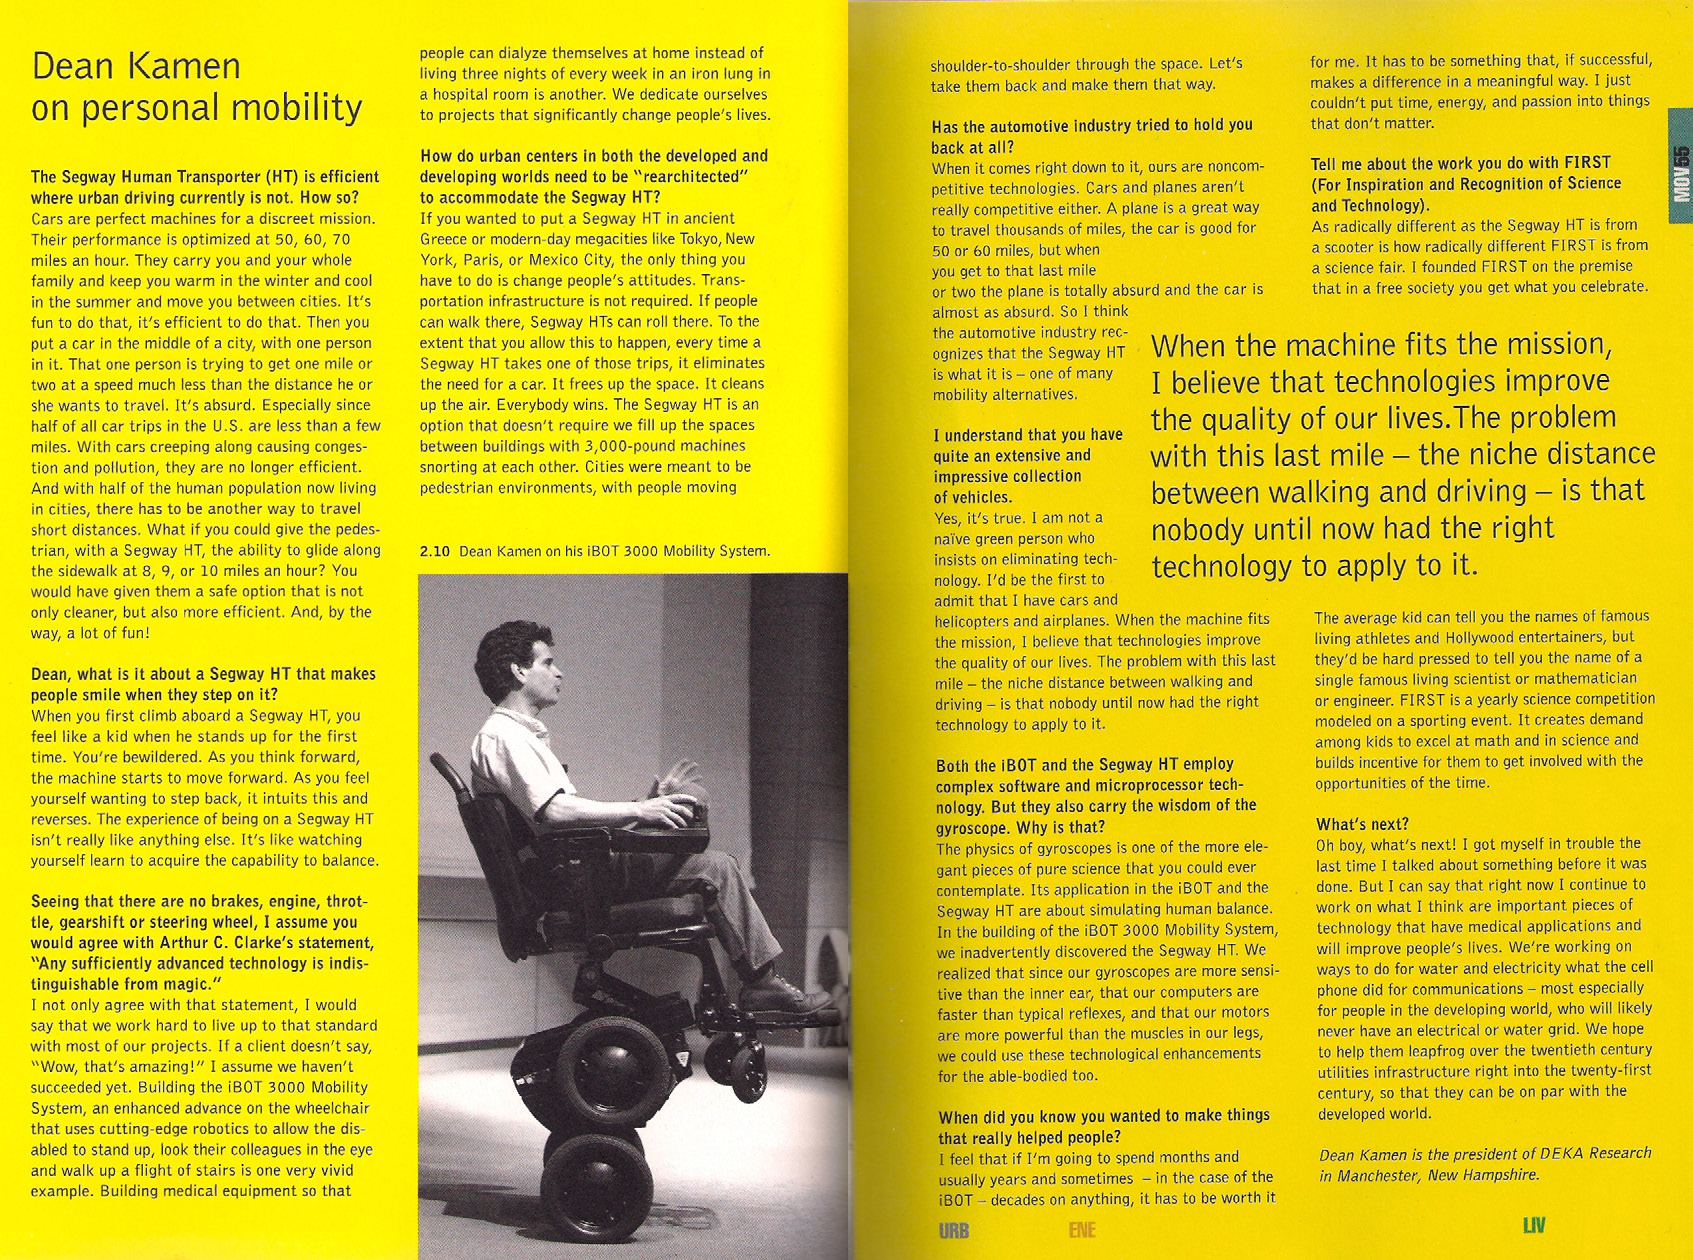 Dean Kamen
on personal mobility
The Segway Human Transporter (HT) is efficient
where urban driving currently is not. How so?
Cars are perfect machines for a discreet mission.
Their performance is optimized at 50, 60, 70
miles an hour. They carry you and your whole
family and keep you warm in the winter and cool
in the summer and move you between cities. It's
fun to do that, it's efficient to do that. Then you
put a car in the middle of a city, with one person
in it. That one person is trying to get one mile or
two at a speed much less than the distance he or
she wants to travel. It's absurd. Especially since
half of all car trips in the U.S. are less than a few
miles. With cars creeping along causing conges-
tion and pollution, they are no longer efficient.
And with half of the human population now living
in cities, there has to be another way to travel
short distances. What if you could give the pedes-
trian, with a Segway HT, the ability to glide along
the sidewalk at 8, 9, or 10 miles an hour? You
would have given them a safe option that is not
only cleaner, but also more efficient. And, by the
way, a lot of fun!
Dean, what is it about a Segway HT that makes
people smile when they step on it?
When you first climb aboard a Segway HT, you
feel like a kid when he stands up for the first
time. You're bewildered. As you think forward,
the machine starts to move forward. As you feel
yourself wanting to step back, it intuits this and
reverses. The experience of being on a Segway HT
isn't really like anything else. It's like watching
yourself learn to acquire the capability to balance.
Seeing that there are no brakes, engine, throt-
tle, gearshift or steering wheel, I assume you
would agree with Arthur C. Clarke's statement,
"Any sufficiently advanced technology is indis-
tinguishable from magic."
I not only agree with that statement, I would
say that we work hard to live up to that standard
with most of our projects. If a client doesn't say,
"Wow, that's amazing!" I assume we haven't
succeeded yet. Building the iBOT 3000 Mobility
System, an enhanced advance on the wheelchair
that uses cutting-edge robotics to allow the dis-
abled to stand up, look their colleagues in the eye
and walk up a flight of stairs is one very vivid
example. Building medical equipment so that
people can dialyze themselves at home instead of
living three nights of every week in an iron lung in
a hospital room is another. We dedicate ourselves
to projects that significantly change people's lives.
How do urban centers in both the developed and
developing worlds need to be "rearchitected"
to accommodate the Segway HT?
If you wanted to put a Segway HT in ancient
Greece or modern-day megacities like Tokyo, New
York, Paris, or Mexico City, the only thing you
have to do is change people's attitudes. Trans-
portation infrastructure is not required. If people
can walk there, Segway HTs can roll there. To the
extent that you allow this to happen, every time a
Segway HT takes one of those trips, it eliminates
the need for a car. It frees up the space. It cleans
up the air. Everybody wins. The Segway HT is an
option that doesn't require we fill up the spaces
between buildings with 3,000-pound machines
snorting at each other. Cities were meant to be
pedestrian environments, with people moving
2.10 Dean Kamen on his iBOT 3000 Mobility System.
shoulder-to-shoulder through the space. Let's
take them back and make them that way.
Has the automotive industry tried to hold you
back at all?
When it comes right down to it, ours are noncom-
petitive technologies. Cars and planes aren't
really competitive either. A plane is a great way
to travel thousands of miles, the car is good for
50 or 60 miles, but when
you get to that last mile
or two the plane is totally absurd and the car is
almost as absurd. So I think
the automotive industry rec-
ognizes that the Segway HT
is what it is – one of many
mobility alternatives.
I understand that you have
quite an extensive and
impressive collection
of vehicles.
Yes, it's true. I am not a
naïve green person who
insists on eliminating tech-
nology. I'd be the first to
admit that I have cars and
helicopters and airplanes. When the machine fits
the mission, I believe that technologies improve
the quality of our lives. The problem with this last
mile – the niche distance between walking and
driving – is that nobody until now had the right
technology to apply to it.
Both the iBOT and the Segway HT employ
complex software and microprocessor tech-
nology. But they also carry the wisdom of the
gyroscope. Why is that?
The physics of gyroscopes is one of the more ele-
gant pieces of pure science that you could ever
contemplate. Its application in the iBOT and the
Segway HT are about simulating human balance.
In the building of the iBOT 3000 Mobility System,
we inadvertently discovered the Segway HT. We
realized that since our gyroscopes are more sensi-
tive than the inner ear, that our computers are
faster than typical reflexes, and that our motors
are more powerful than the muscles in our legs,
we could use these technological enhancements
for the able-bodied too.
When did you know you wanted to make things
that really helped people?
I feel that if I'm going to spend months and
usually years and sometimes – in the case of the
iBOT – decades on anything, it has to be worth it
for me. It has to be something that, if successful,
makes a difference in a meaningful way. I just
couldn't put time, energy, and passion into things
that don't matter.
Tell me about the work you do with FIRST
(For Inspiration and Recognition of Science
and Technology).
As radically different as the Segway HT is from
a scooter is how radically different FIRST is from
a science fair. I founded FIRST on the premise
that in a free society you get what you celebrate.
When the machine fits the mission,
I believe that technologies improve
the quality of our lives.The problem
with this last mile – the niche distance
between walking and driving – is that
nobody until now had the right
technology to apply to it.
The average kid can tell you the names of famous
living athletes and Hollywood entertainers, but
they'd be hard pressed to tell you the name of a
single famous living scientist or mathematician
or engineer. FIRST is a yearly science competition
modeled on a sporting event. It creates demand
among kids to excel at math and in science and
builds incentive for them to get involved with the
opportunities of the time.
What's next?
Oh boy, what's next! I got myself in trouble the
last time I talked about something before it was
done. But I can say that right now I continue to
work on what I think are important pieces of
technology that have medical applications and
will improve people's lives. We're working on
ways to do for water and electricity what the cell
phone did for communications – most especially
for people in the developing world, who will likely
never have an electrical or water grid. We hope
to help them leapfrog over the twentieth century
utilities infrastructure right into the twenty-first
century, so that they can be on par with the
developed world.
Dean Kamen is the president of DEKA Research
in Manchester, New Hampshire.
MOV 55
URB
ENE
LIV